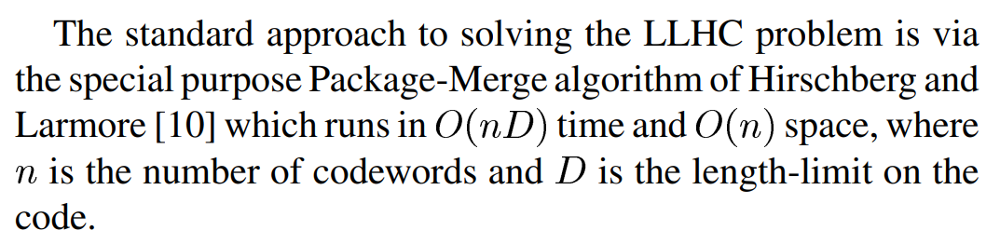 The standard approach to solving the LLHC problem is via
the special purpose Package-Merge algorithm of Hirschberg and
Larmore [10] which runs in O(nD) time and O(n) space, where
n is the number of codewords and D is the length-limit on the
code.